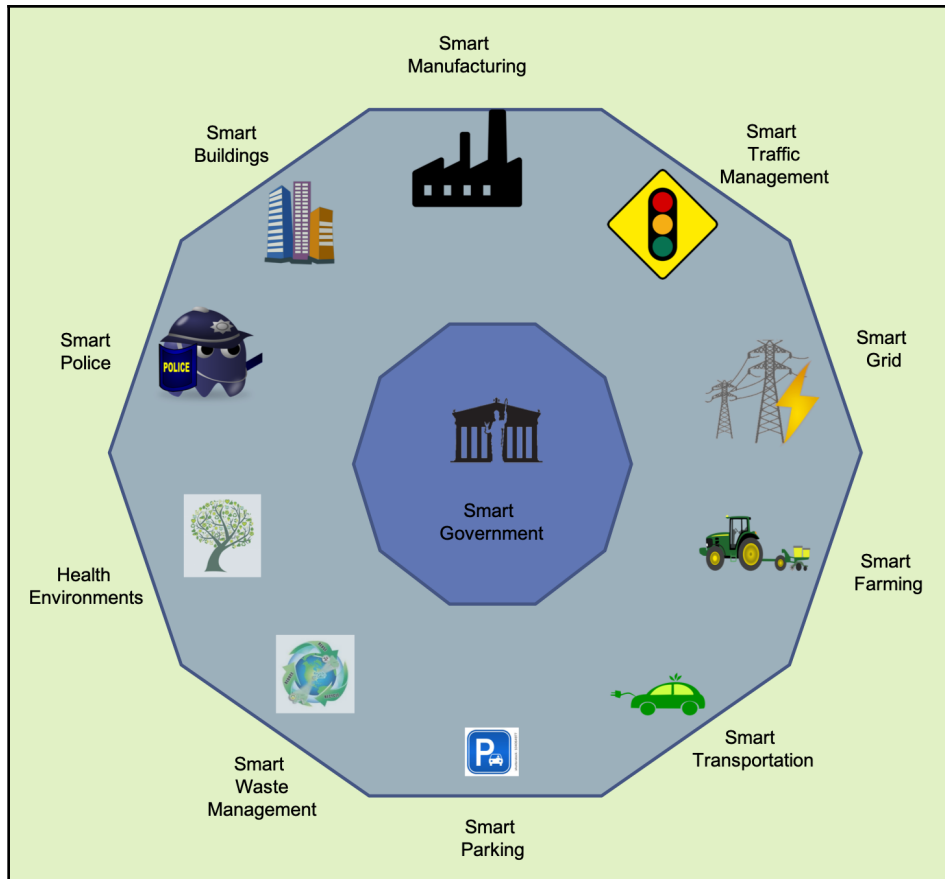 Smart
Manufacturing
Smart
Buildings
Smart
Traffic
Management
Smart
Police
POLICE
Smart
Grid
Smart
Government
Health
Environments
Smart
Farming
Smart
Waste
Management
P
Smart
Transportation
Smart
Parking